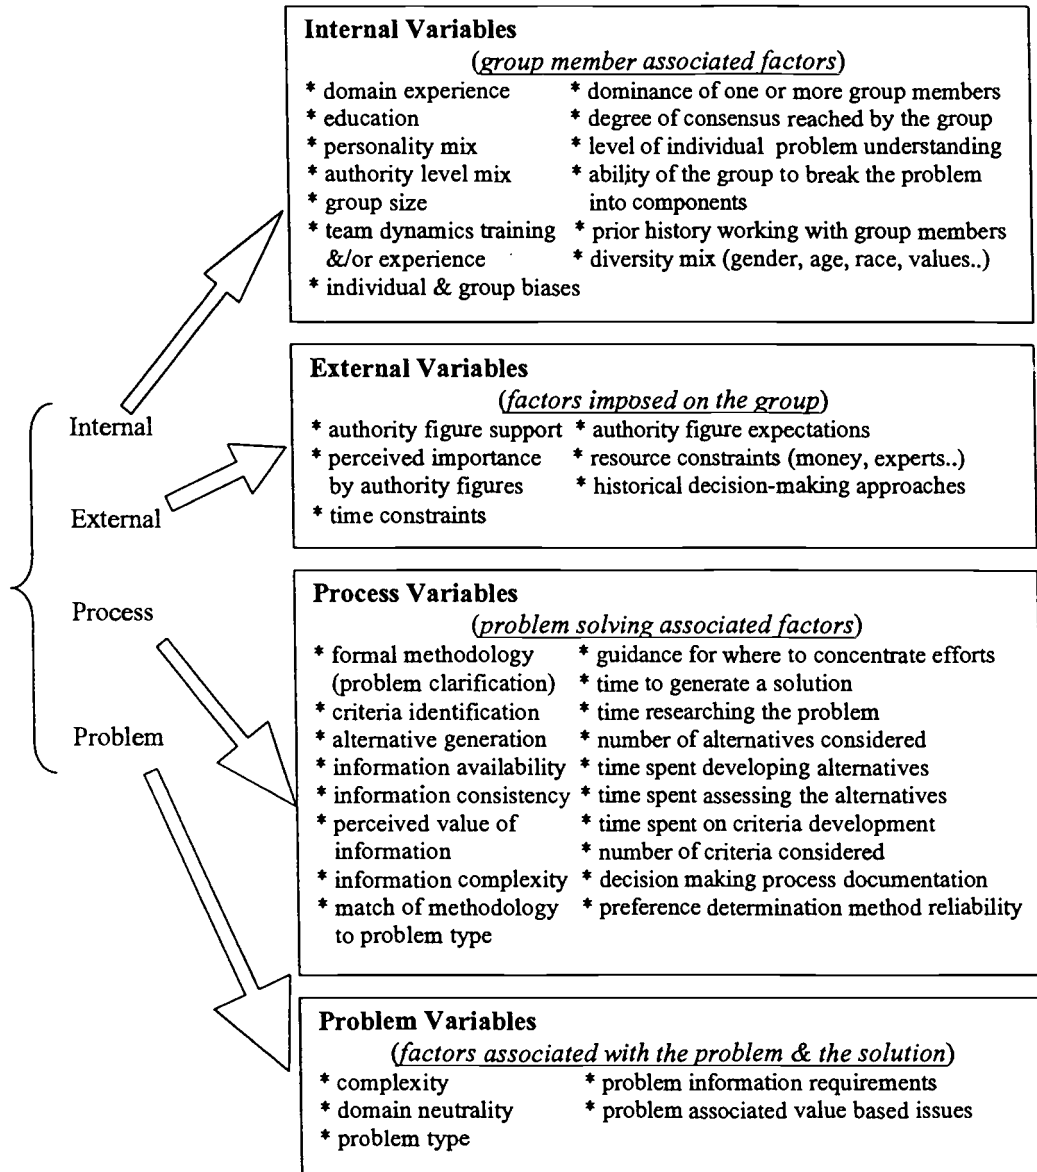 Internal
External
Process
Problem
Internal Variables
(group member associated factors)
* domain experience
* education
* personality mix
* authority level mix
* group size
* team dynamics training
&/or experience
* individual & group biases
* dominance of one or more group members
* degree of consensus reached by the group
* level of individual problem understanding
* ability of the group to break the problem
into components
* prior history working with group members
* diversity mix (gender, age, race, values..)
External Variables
(factors imposed on the group)
* authority figure support
* perceived importance
by authority figures
* time constraints
* authority figure expectations
* resource constraints (money, experts..)
* historical decision-making approaches
Process Variables
(problem solving associated factors)
* formal methodology
(problem clarification)
* criteria identification
* alternative generation
* information availability
* information consistency
* perceived value of
information
* information complexity
* match of methodology
to problem type
* guidance for where to concentrate efforts
* time to generate a solution
* time researching the problem
* number of alternatives considered
* time spent developing alternatives
* time spent assessing the alternatives
* time spent on criteria development
* number of criteria considered
* decision making process documentation
* preference determination method reliability
Problem Variables
(factors associated with the problem & the solution)
* complexity
* domain neutrality
* problem type
* problem information requirements
* problem associated value based issues